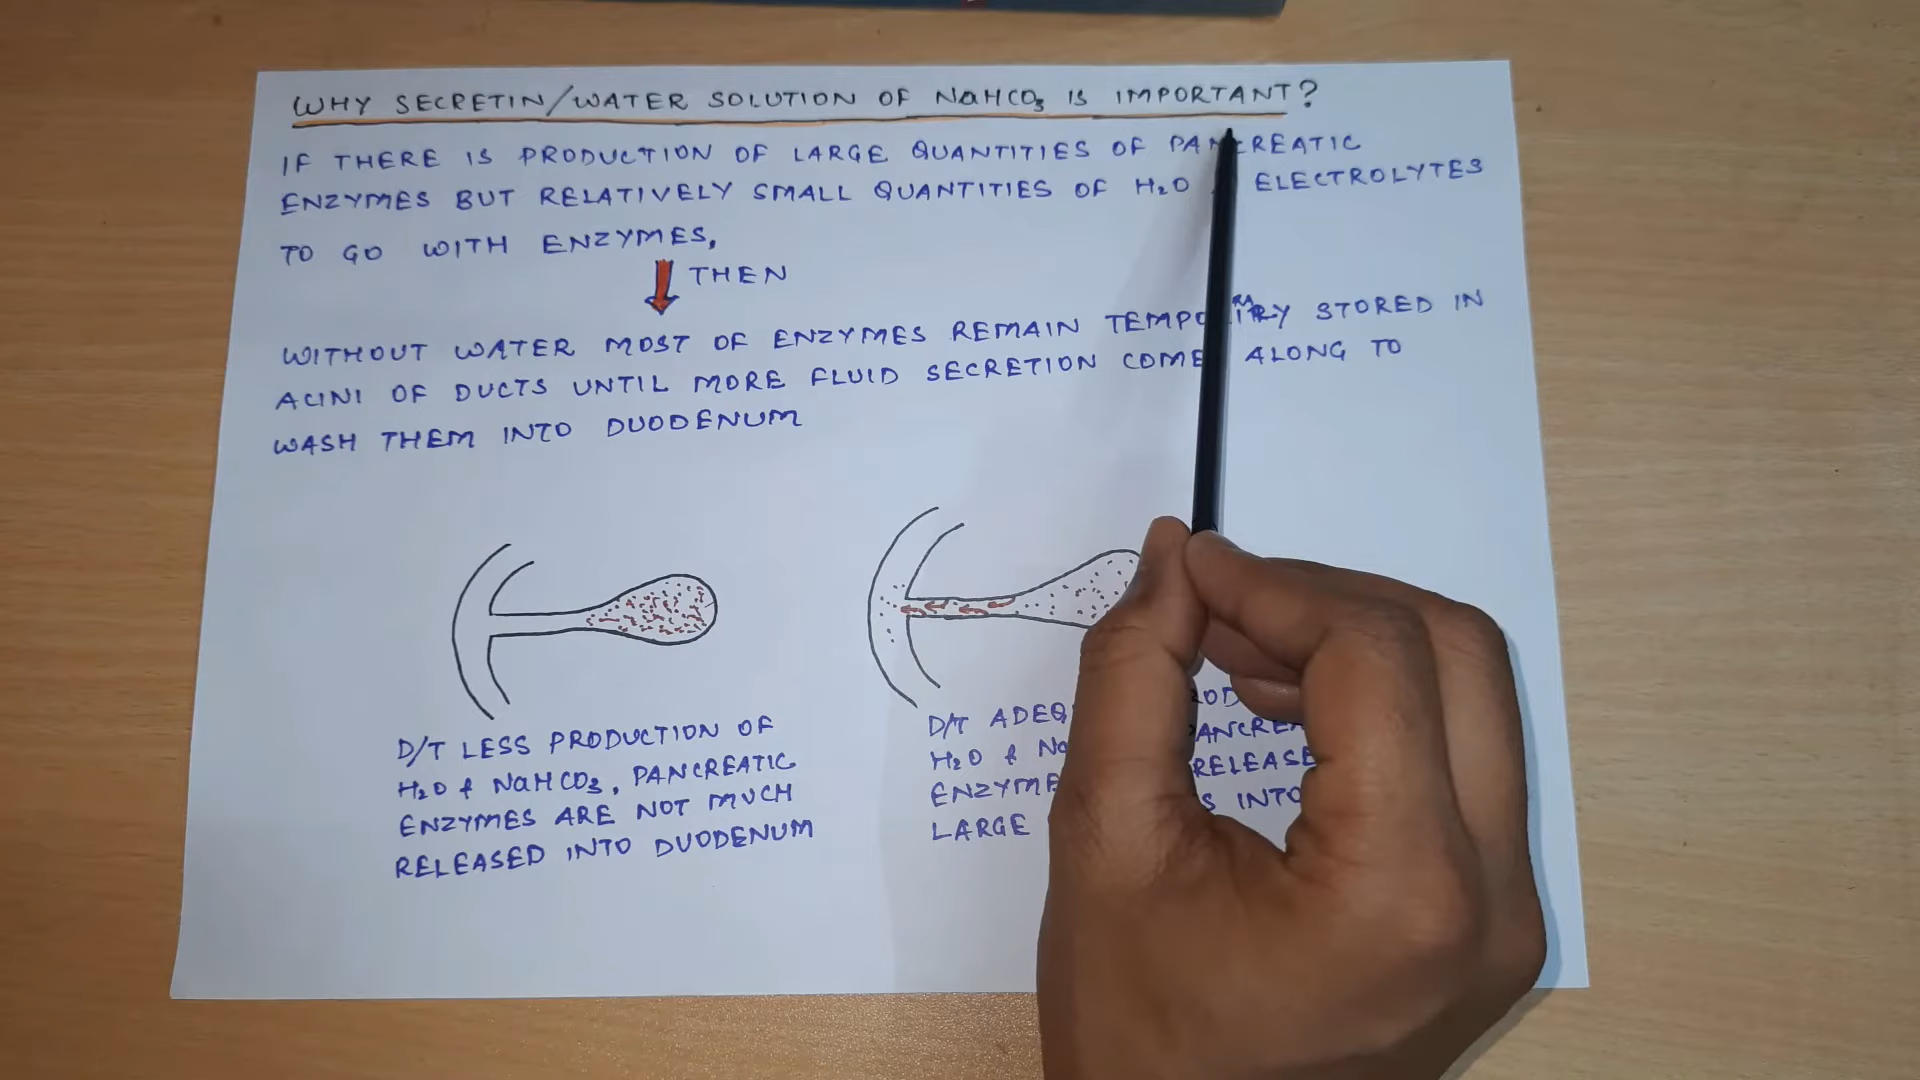 WHY SECRETIN/WATER SOLUTION OF NaHCO3 IS IMPORTANT?
IF THERE IS PRODUCTION OF LARGE QUANTITIES OF PANCREATIC
ENZYMES BUT RELATIVELY SMALL QUANTITIES OF H2O ELECTROLYTES
TO GO WITH ENZYMES,
THEN
WITHOUT WATER MOST OF ENZYMES REMAIN STORED IN
ACINI OF DUCTS UNTIL MORE FLUID SECRETION COME ALONG TO
WASH THEM INTO DUODENUM
D/T LESS PRODUCTION OF
H2O & NaHCO3, PANCREATIC
ENZYMES ARE NOT MUCH
RELEASED INTO DUODENUM
D/T
H2O &
INTO
LARGE